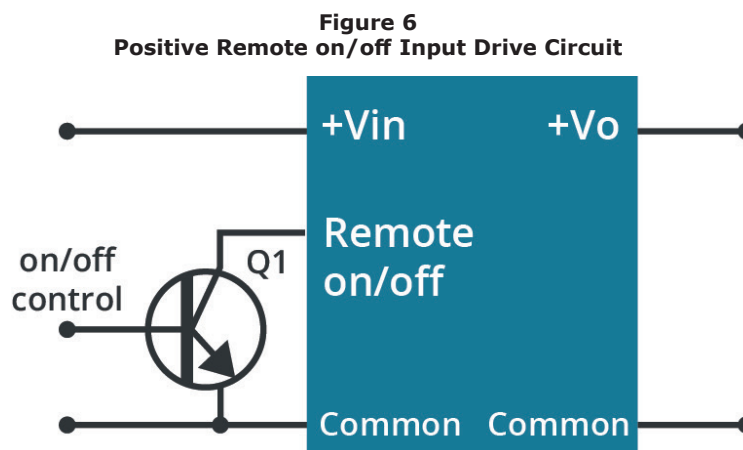 Figure 6
Positive Remote on/off Input Drive Circuit
+Vin
+Vo
Remote
on/off
Q1
on/off
control
Common
Common